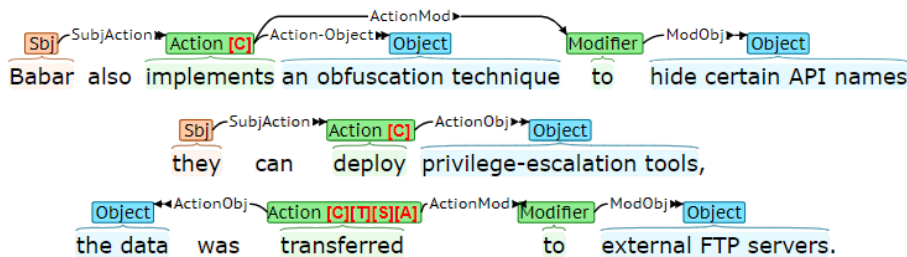 ActionMod
Sbj SubjAction Action [C] Action-Object Object Modifier ModObj Object
Babar also implements an obfuscation technique to hide certain API names
Sbj SubjAction Action [C] ActionObj Object
they can deploy privilege-escalation tools,
Object ActionObj Action [C][T][S][A] ActionMod Modifier ModObj Object
the data was transferred to external FTP servers.